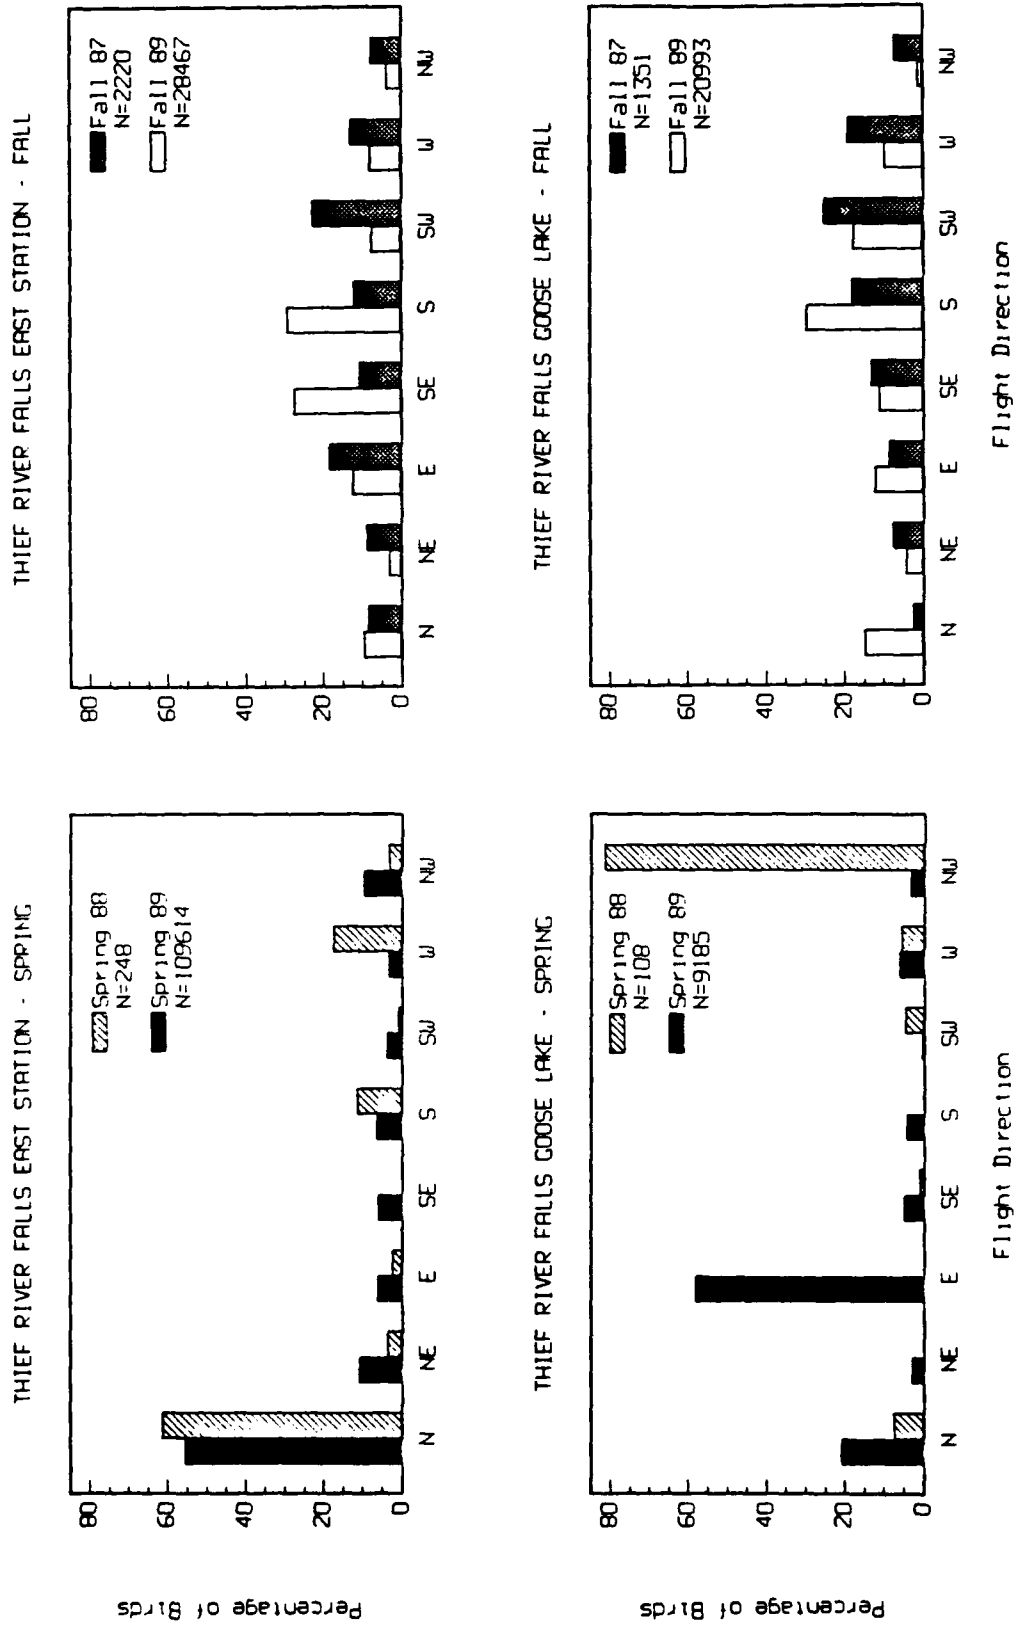 THIEF RIVER FALLS EAST STATION - SPRING
Percentage of Birds
80
60
40
20
0
Spring 88
N=248
Spring 89
N=109614
N NE E SE S SW W NW
THIEF RIVER FALLS EAST STATION - FALL
80
60
40
20
0
Fall 87
N=2220
Fall 89
N=28467
N NE E SE S SW W NW
THIEF RIVER FALLS GOOSE LAKE - SPRING
Percentage of Birds
80
60
40
20
0
Spring 88
N=108
Spring 89
N=9185
N NE E SE S SW W NW
Flight Direction
THIEF RIVER FALLS GOOSE LAKE - FALL
80
60
40
20
0
Fall 87
N=1351
Fall 89
N=20993
N NE E SE S SW W NW
Flight Direction